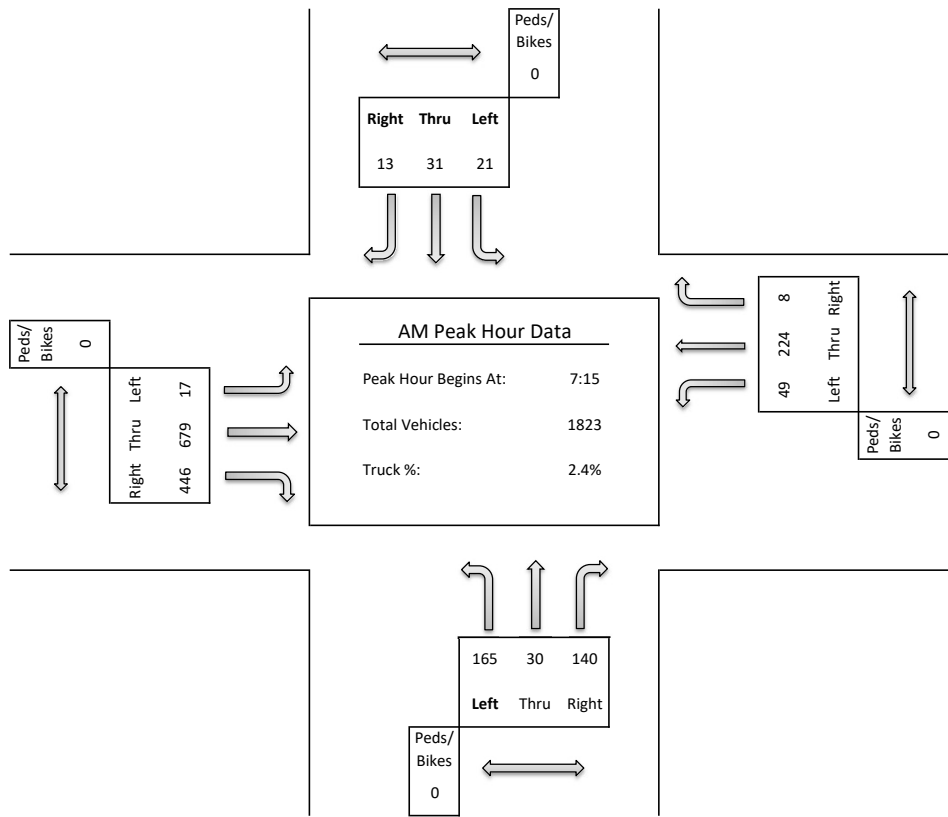 Peds/
Bikes
0
Right Thru Left
13 31 21
Peds/
Bikes
0
Left 17
Thru 679
Right 446
AM Peak Hour Data
Peak Hour Begins At: 7:15
Total Vehicles: 1823
Truck %: 2.4%
8 Right
224 Thru
49 Left
Peds/
Bikes
0
165 30 140
Left Thru Right
Peds/
Bikes
0